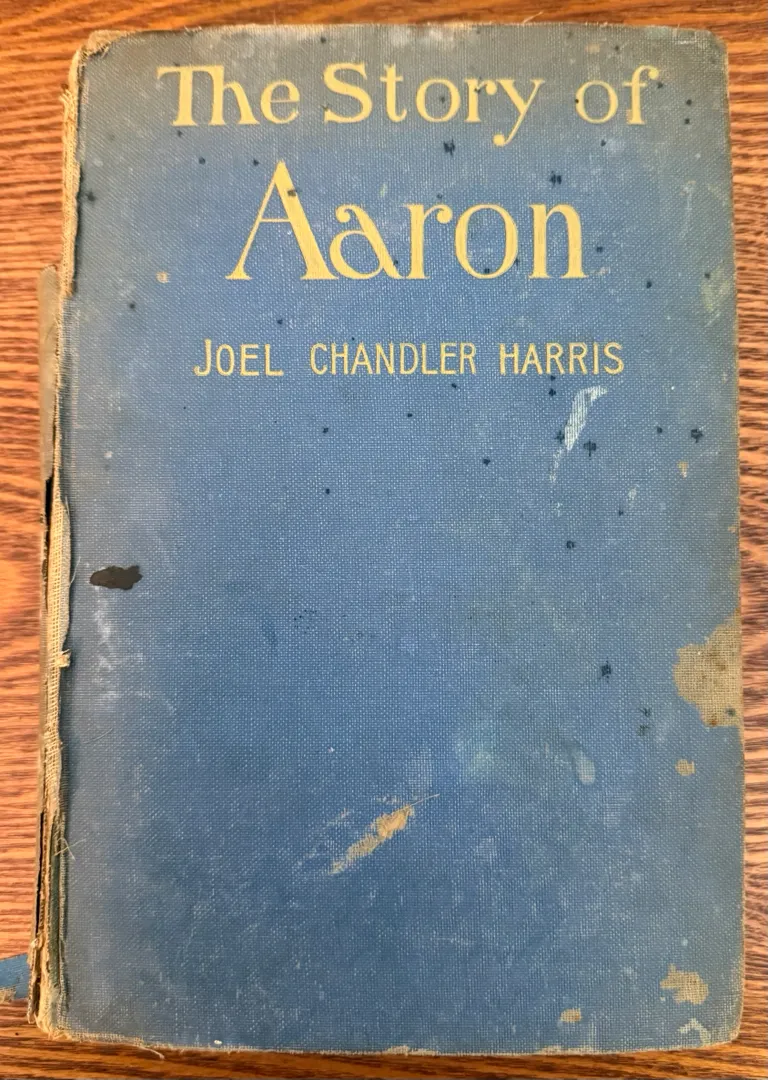 The Story of
Aaron
JOEL CHANDLER HARRIS